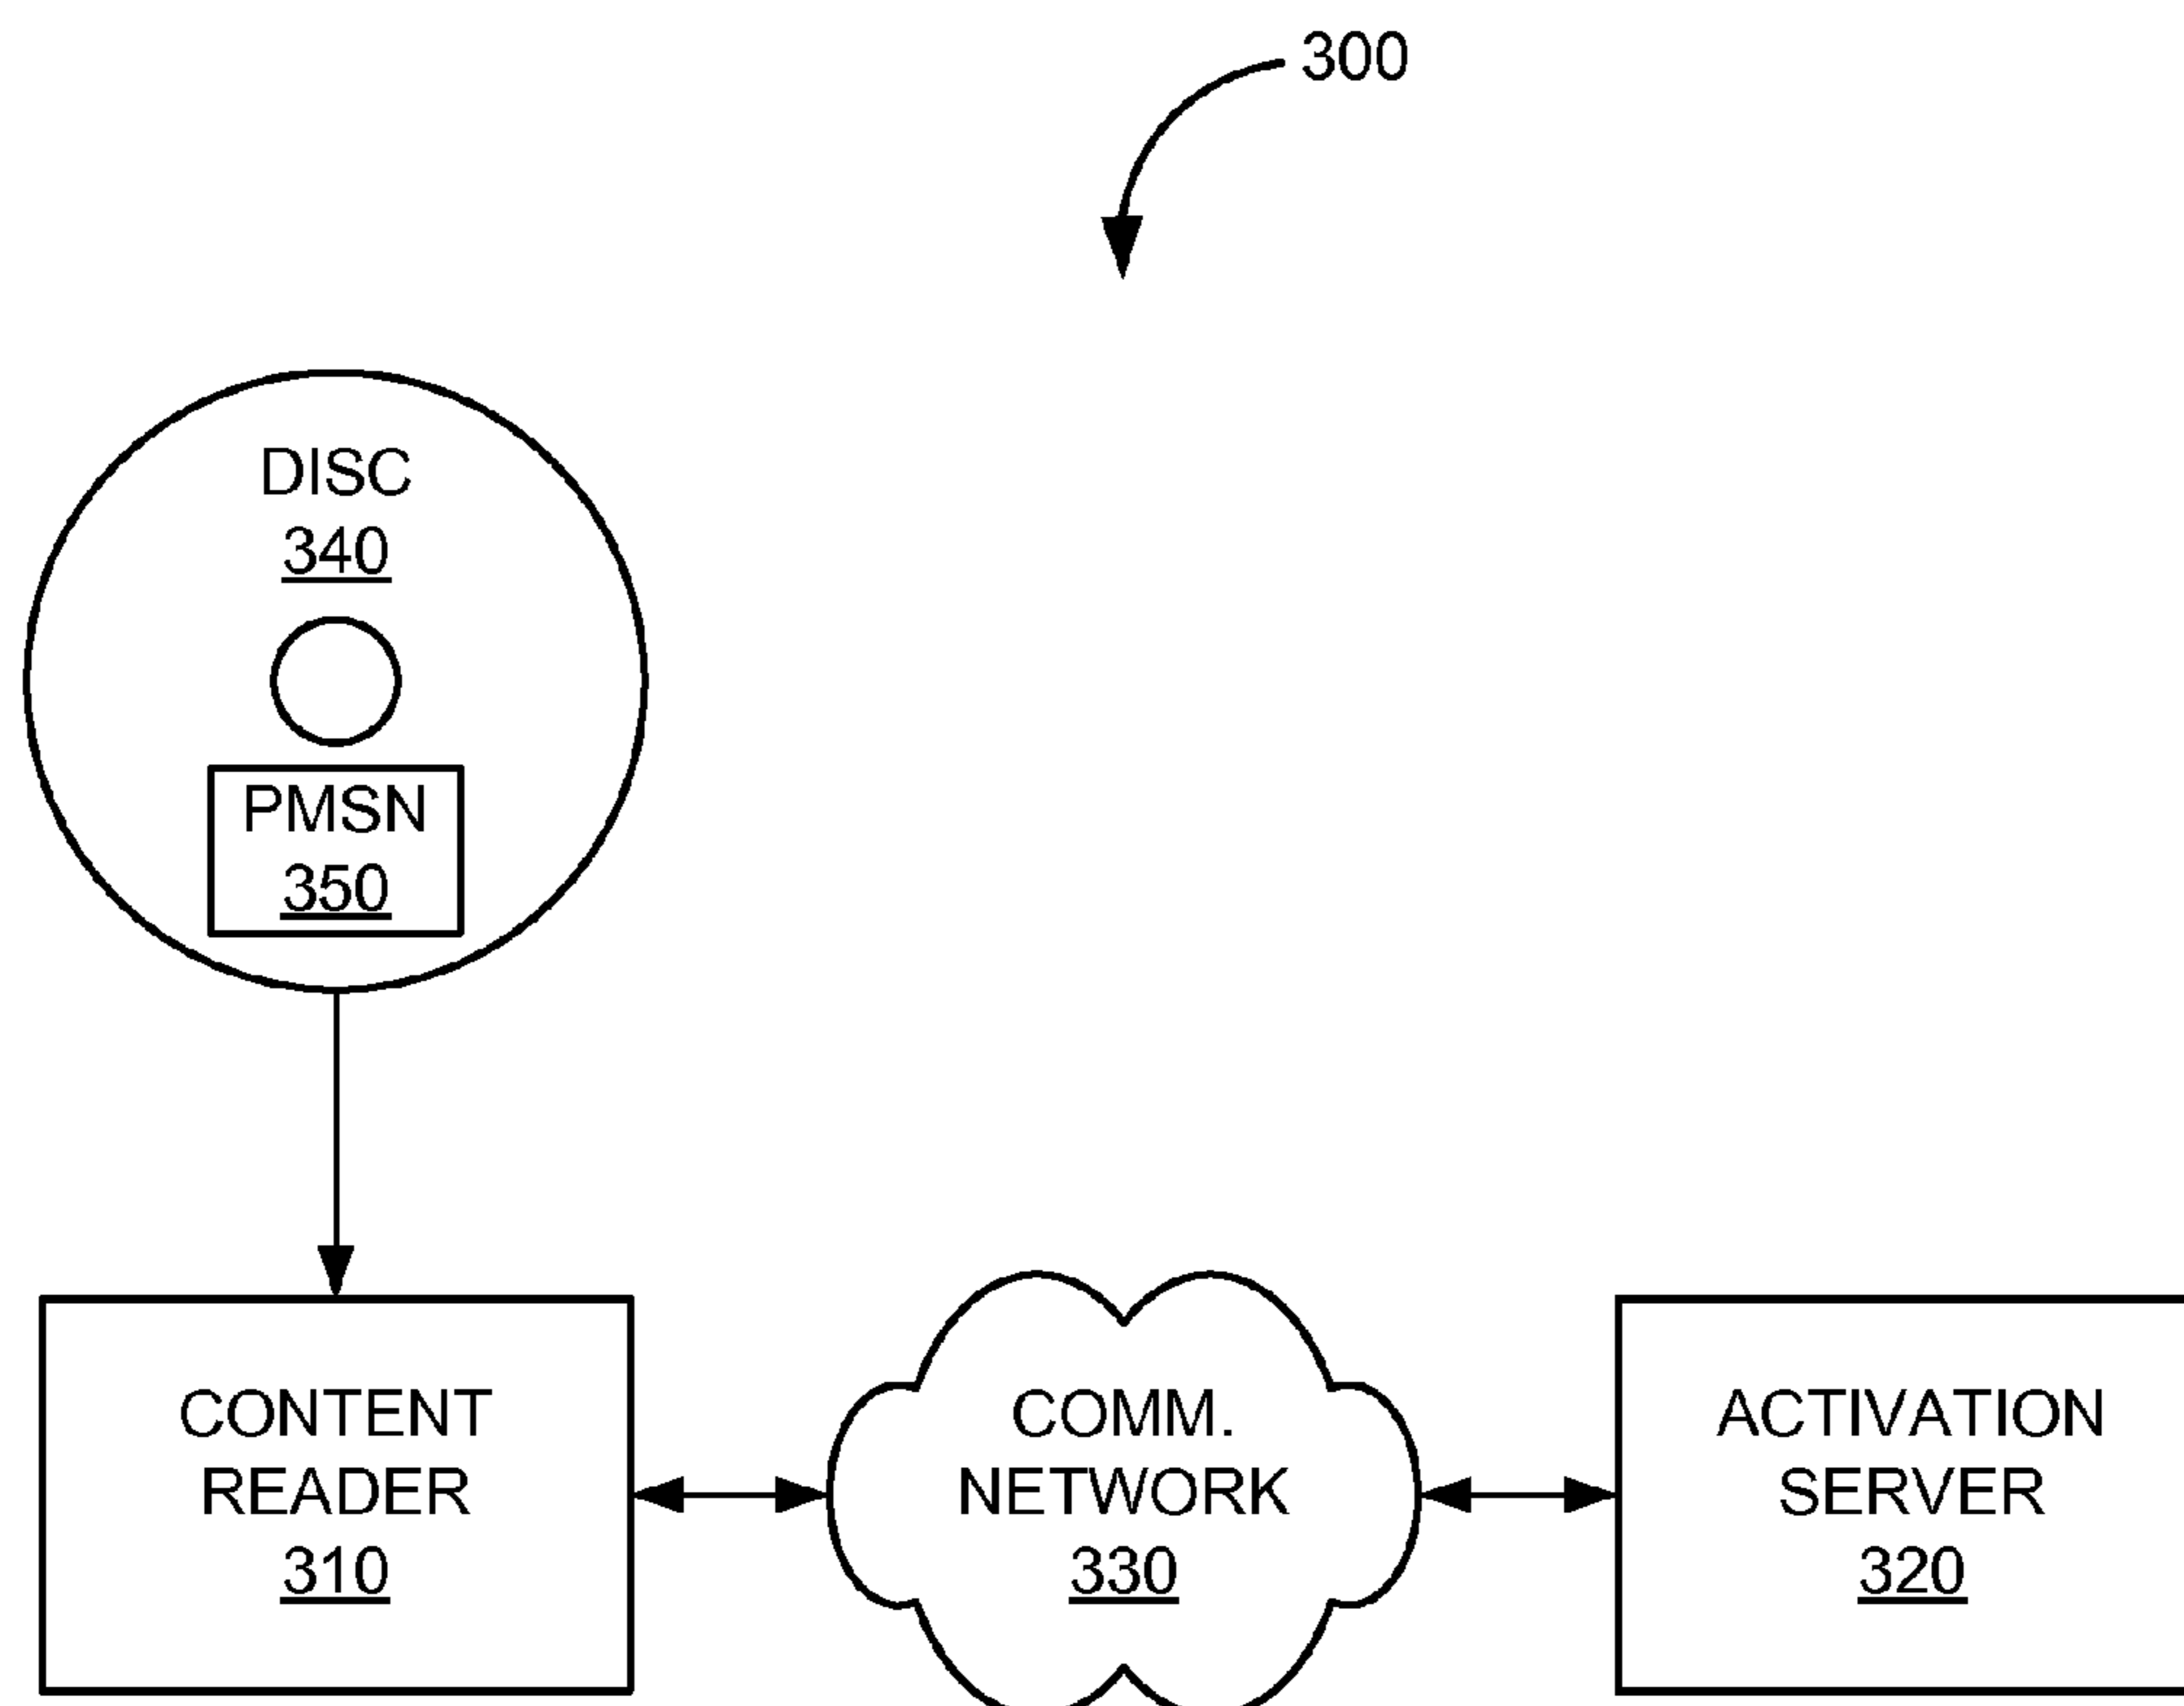 300
DISC
340
PMSN
350
CONTENT
READER
310
COMM.
NETWORK
330
ACTIVATION
SERVER
320